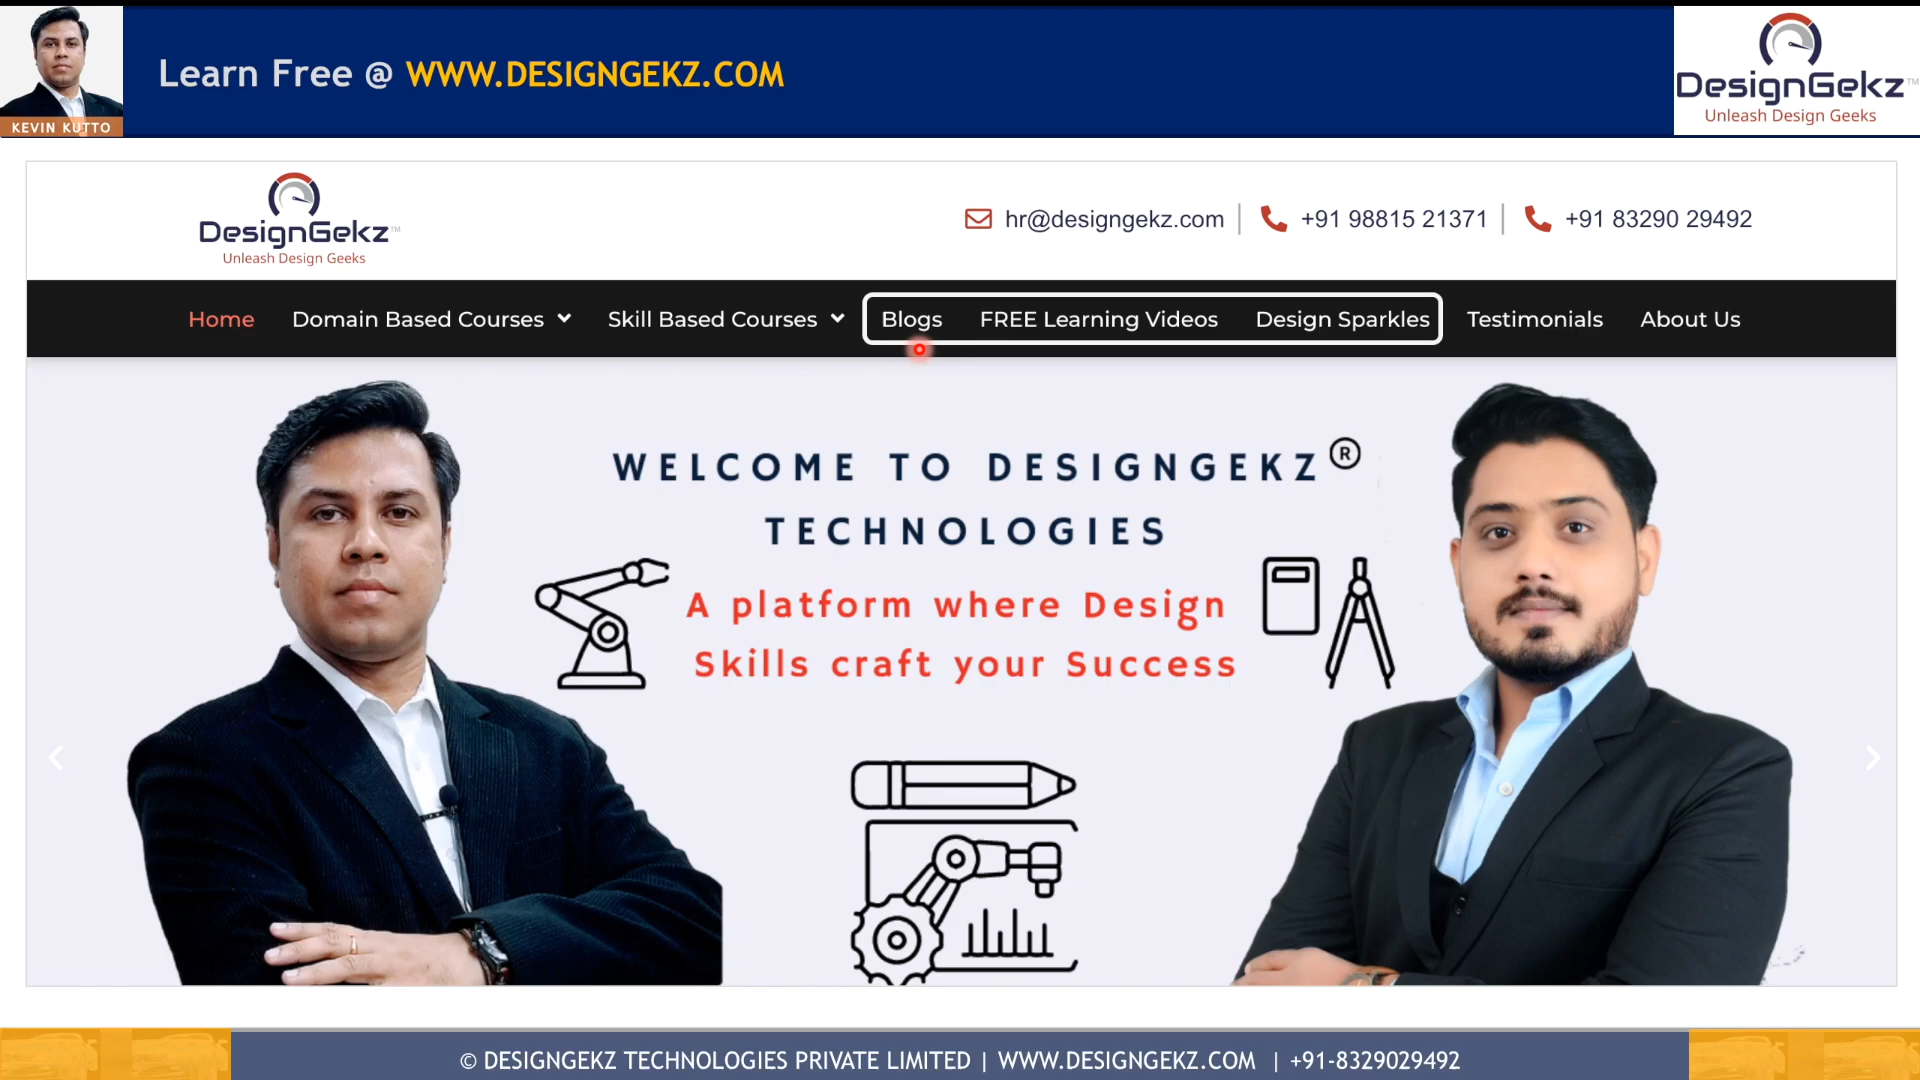 KEVIN KUTTO
Learn Free @ WWW.DESIGNGEKZ.COM
DesignGekz™
Unleash Design Geeks
DesignGekz™
Unleash Design Geeks
hr@designgekz.com | +91 98815 21371 | +91 83290 29492
Home Domain Based Courses Skill Based Courses Blogs FREE Learning Videos Design Sparkles Testimonials About Us
WELCOME TO DESIGNGEKZ®
TECHNOLOGIES
A platform where Design
Skills craft your Success
© DESIGNGEKZ TECHNOLOGIES PRIVATE LIMITED | WWW.DESIGNGEKZ.COM | +91-8329029492